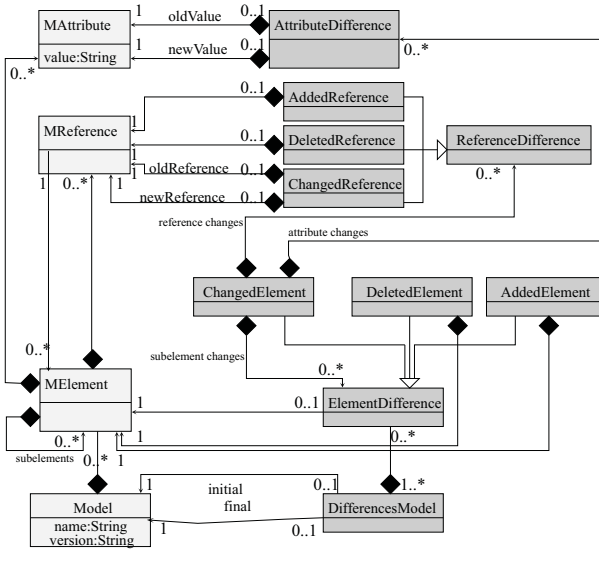 MAttribute
value:String
1
oldValue
0..1
AttributeDifference
1
newValue
0..1
0..*
0..*
0..1
AddedReference
MReference
1
0..1
DeletedReference
ReferenceDifference
1
1
oldReference
0..1
ChangedReference
0..*
1
0..*
1
newReference
0..1
reference changes
attribute changes
ChangedElement
DeletedElement
AddedElement
0..*
subelement changes
0..*
MElement
1
0..1
ElementDifference
0..*
1
0..*
subelements
0..*
1
1..*
Model
name:String
version:String
1
initial
0..1
final
DifferencesModel
1
0..1